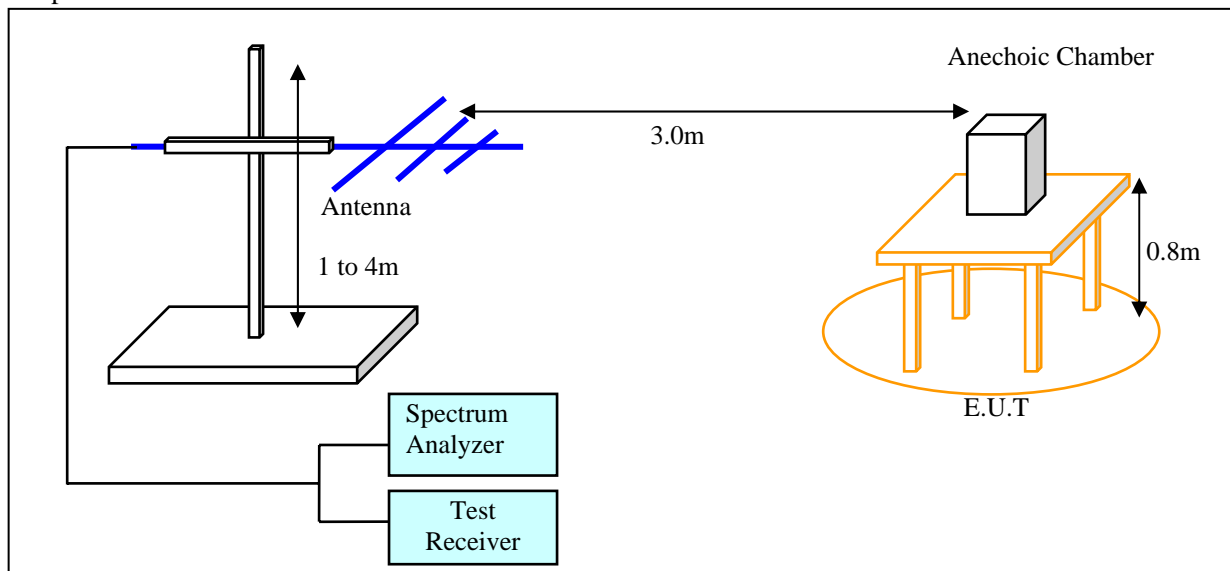 Anechoic Chamber
3.0m
Antenna
1 to 4m
0.8m
E.U.T
Spectrum
Analyzer
Test
Receiver